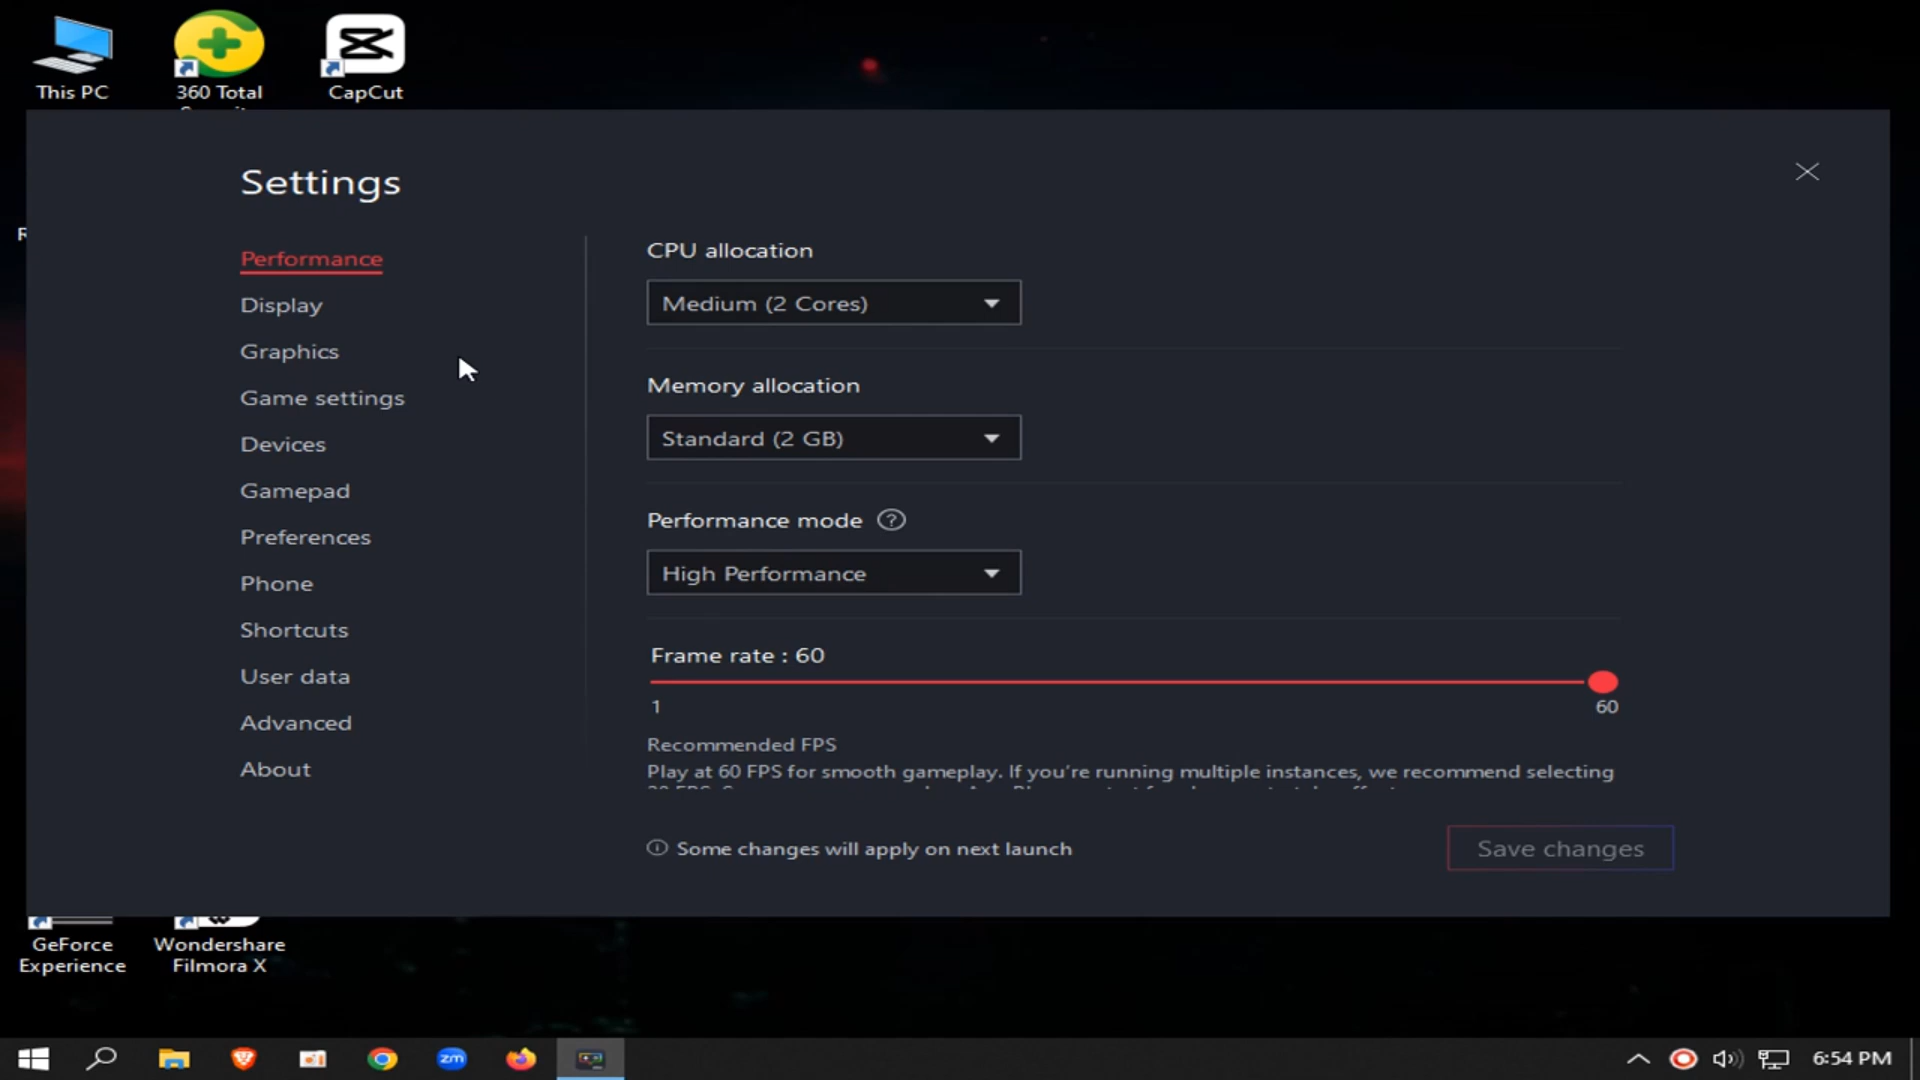 This PC
360 Total
CapCut
Settings
Performance
Display
Graphics
Game settings
Devices
Gamepad
Preferences
Phone
Shortcuts
User data
Advanced
About
CPU allocation
Medium (2 Cores)
Memory allocation
Standard (2 GB)
Performance mode ?
High Performance
Frame rate : 60
1
60
Recommended FPS
Play at 60 FPS for smooth gameplay. If you're running multiple instances, we recommend selecting
Some changes will apply on next launch
Save changes
GeForce
Experience
Wondershare
Filmora X
zm
6:54 PM